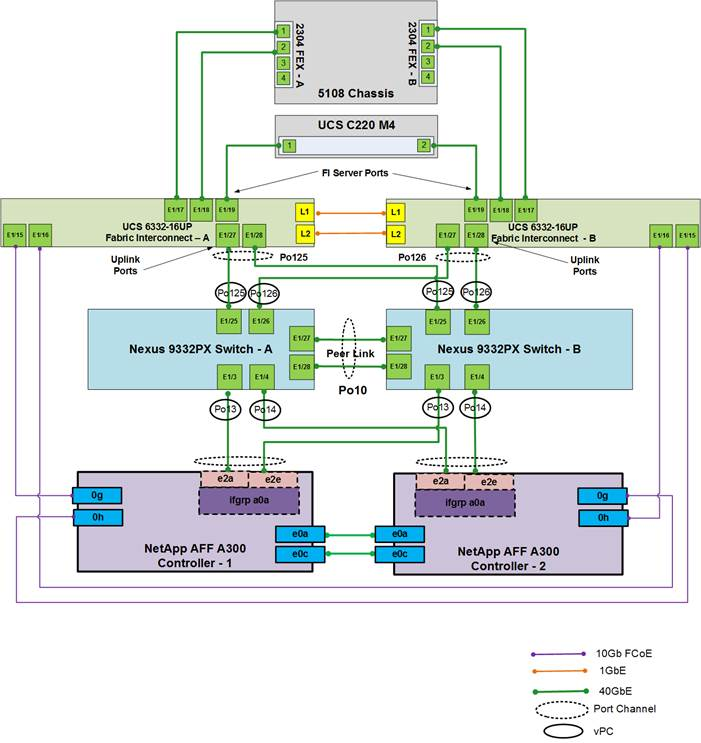 2304 FEX - A
1
2
3
4
2304 FEX - B
1
2
3
4
5108 Chassis
UCS C220 M4
1
2
FI Server Ports
E1/17
E1/18
E1/19
L1
L1
E1/19
E1/18
E1/17
UCS 6332-16UP
Fabric Interconnect – A
E1/15
E1/16
E1/27
E1/28
L2
L2
E1/27
E1/28
UCS 6332-16UP
Fabric Interconnect - B
E1/16
E1/15
Uplink
Ports
Po125
Po126
Uplink
Ports
Po125
Po126
Po125
Po126
E1/25
E1/26
E1/25
E1/26
Nexus 9332PX Switch - A
E1/27
E1/28
Peer Link
E1/27
E1/28
Nexus 9332PX Switch - B
E1/3
E1/4
Po10
E1/3
E1/4
Po13
Po14
Po13
Po14
e2a
e2e
ifgrp a0a
0g
0h
e0a
e0c
NetApp AFF A300
Controller - 1
e2a
e2e
ifgrp a0a
0g
0h
e0a
e0c
NetApp AFF A300
Controller - 2
10Gb FCoE
1GbE
40GbE
Port Channel
vPC